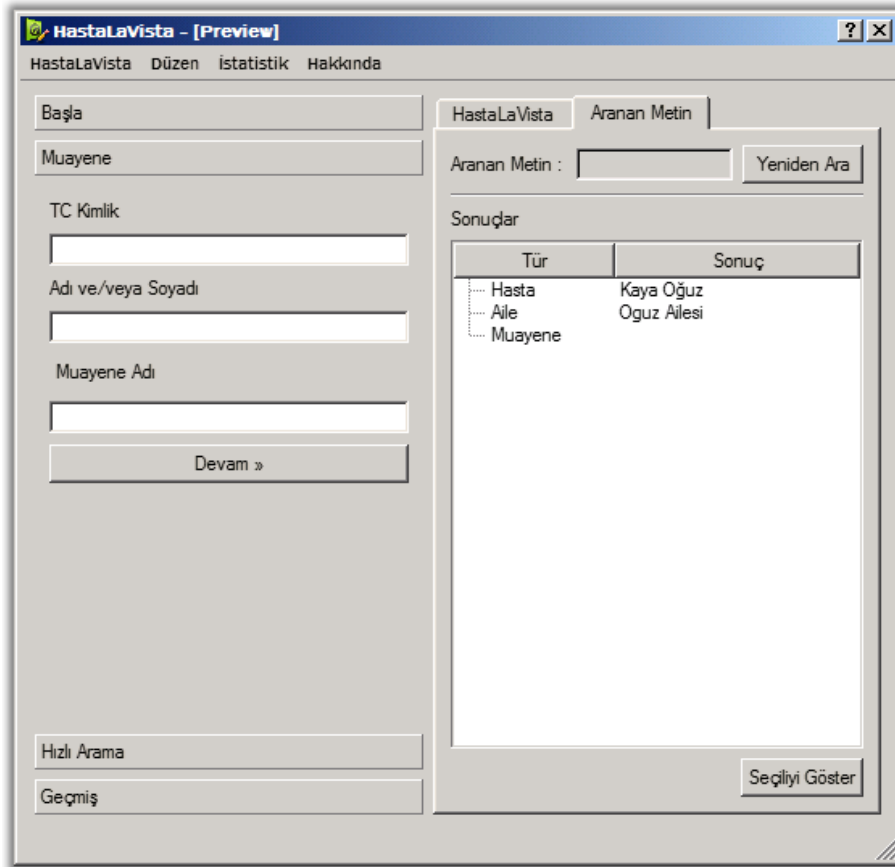 HastaLaVista - [Preview]
HastaLaVista Düzen İstatistik Hakkında
Başla
Muayene
TC Kimlik
Adı ve/veya Soyadı
Muayene Adı
Devam »
Hızlı Arama
Geçmiş
HastaLaVista Aranan Metin
Aranan Metin : Yeniden Ara
Sonuçlar
Tür Sonuç
Hasta Kaya Oğuz
Aile Oguz Ailesi
Muayene
Seçiliyi Göster